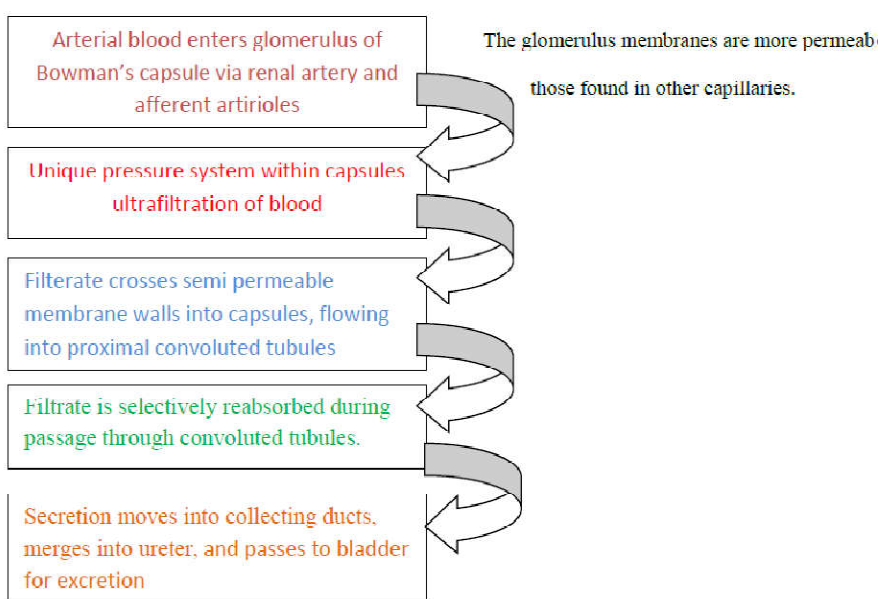 Arterial blood enters glomerulus of
Bowman's capsule via renal artery and
afferent artirioles
The glomerulus membranes are more permeab
those found in other capillaries.
Unique pressure system within capsules
ultrafiltration of blood
Filterate crosses semi permeable
membrane walls into capsules, flowing
into proximal convoluted tubules
Filtrate is selectively reabsorbed during
passage through convoluted tubules.
Secretion moves into collecting ducts,
merges into ureter, and passes to bladder
for excretion